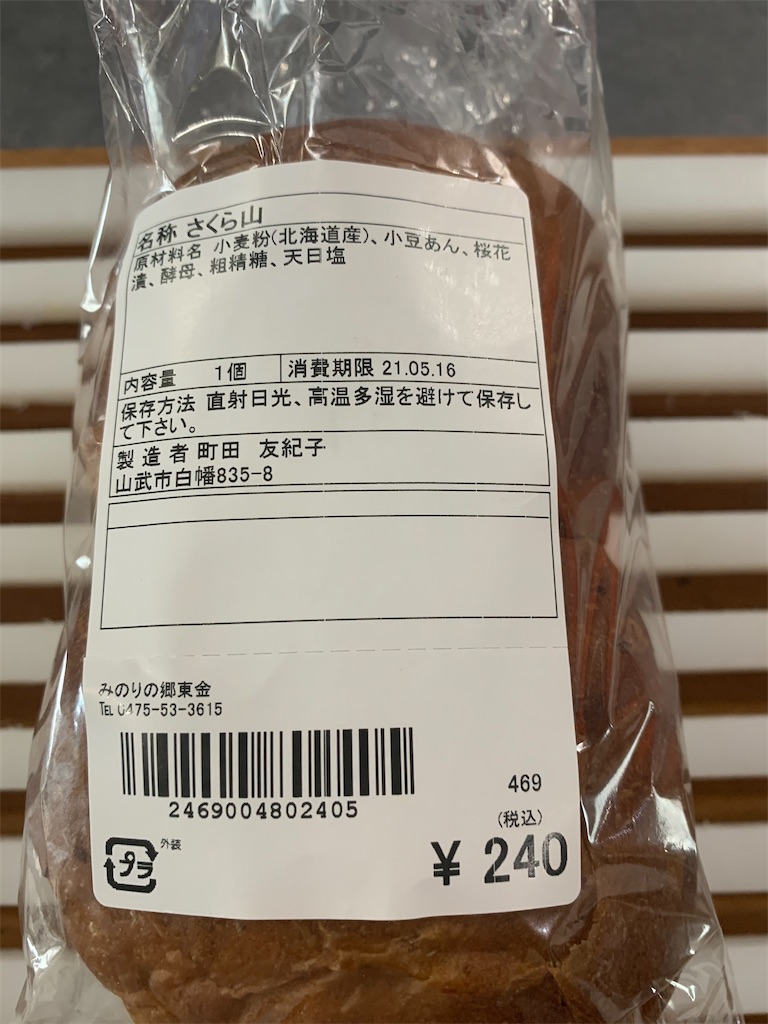 名称 さくら山
原材料名 小麦粉(北海道産)、小豆あん、桜花
漬、酵母、粗精糖、天日塩
内容量 1個 消費期限 21.05.16
保存方法 直射日光、高温多湿を避けて保存し
て下さい。
製造者 町田 友紀子
山武市白幡835-8
みのりの郷東金
TEL 0475-53-3615
2469004802405
469
(税込)
¥ 240
プラ 外装